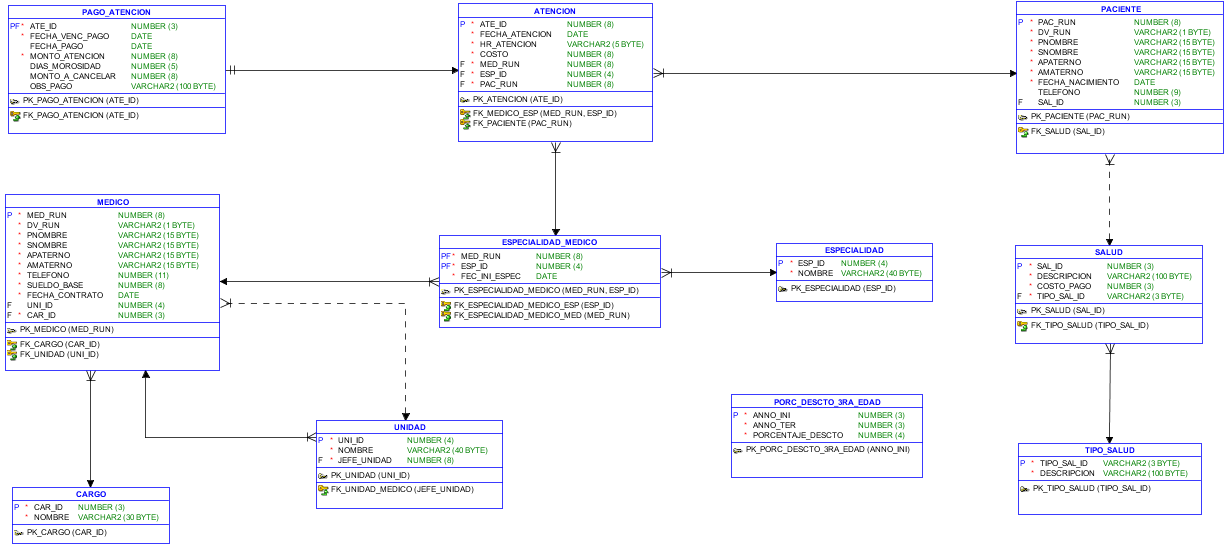 PAGO_ATENCION
PF * ATE_ID NUMBER (3)
* FECHA_VENC_PAGO DATE
FECHA_PAGO DATE
* MONTO_ATENCION NUMBER (8)
DIAS_MOROSIDAD NUMBER (5)
MONTO_A_CANCELAR NUMBER (8)
OBS_PAGO VARCHAR2 (100 BYTE)
PK_PAGO_ATENCION (ATE_ID)
FK_PAGO_ATENCION (ATE_ID)
ATENCION
P * ATE_ID NUMBER (8)
* FECHA_ATENCION DATE
* HR_ATENCION VARCHAR2 (5 BYTE)
* COSTO NUMBER (8)
F * MED_RUN NUMBER (8)
F * ESP_ID NUMBER (4)
F * PAC_RUN NUMBER (8)
PK_ATENCION (ATE_ID)
FK_MEDICO_ESP (MED_RUN, ESP_ID)
FK_PACIENTE (PAC_RUN)
PACIENTE
P * PAC_RUN NUMBER (8)
* DV_RUN VARCHAR2 (1 BYTE)
* PNOMBRE VARCHAR2 (15 BYTE)
* SNOMBRE VARCHAR2 (15 BYTE)
* APATERNO VARCHAR2 (15 BYTE)
* AMATERNO VARCHAR2 (15 BYTE)
* FECHA_NACIMIENTO DATE
TELEFONO NUMBER (9)
F SAL_ID NUMBER (3)
PK_PACIENTE (PAC_RUN)
FK_SALUD (SAL_ID)
MEDICO
P * MED_RUN NUMBER (8)
* DV_RUN VARCHAR2 (1 BYTE)
* PNOMBRE VARCHAR2 (15 BYTE)
* SNOMBRE VARCHAR2 (15 BYTE)
* APATERNO VARCHAR2 (15 BYTE)
* AMATERNO VARCHAR2 (15 BYTE)
* TELEFONO NUMBER (11)
* SUELDO_BASE NUMBER (8)
* FECHA_CONTRATO DATE
F UNI_ID NUMBER (4)
F * CAR_ID NUMBER (3)
PK_MEDICO (MED_RUN)
FK_CARGO (CAR_ID)
FK_UNIDAD (UNI_ID)
ESPECIALIDAD_MEDICO
PF * MED_RUN NUMBER (8)
PF * ESP_ID NUMBER (4)
* FEC_INI_ESPEC DATE
PK_ESPECIALIDAD_MEDICO (MED_RUN, ESP_ID)
FK_ESPECIALIDAD_MEDICO_ESP (ESP_ID)
FK_ESPECIALIDAD_MEDICO_MED (MED_RUN)
ESPECIALIDAD
P * ESP_ID NUMBER (4)
* NOMBRE VARCHAR2 (40 BYTE)
PK_ESPECIALIDAD (ESP_ID)
SALUD
P * SAL_ID NUMBER (3)
* DESCRIPCION VARCHAR2 (100 BYTE)
* COSTO_PAGO NUMBER (3)
F * TIPO_SAL_ID VARCHAR2 (3 BYTE)
PK_SALUD (SAL_ID)
FK_TIPO_SALUD (TIPO_SAL_ID)
UNIDAD
P * UNI_ID NUMBER (4)
* NOMBRE VARCHAR2 (40 BYTE)
F * JEFE_UNIDAD NUMBER (8)
PK_UNIDAD (UNI_ID)
FK_UNIDAD_MEDICO (JEFE_UNIDAD)
PORC_DESCTO_3RA_EDAD
P * ANNO_INI NUMBER (3)
* ANNO_TER NUMBER (3)
* PORCENTAJE_DESCTO NUMBER (4)
PK_PORC_DESCTO_3RA_EDAD (ANNO_INI)
TIPO_SALUD
P * TIPO_SAL_ID VARCHAR2 (3 BYTE)
* DESCRIPCION VARCHAR2 (100 BYTE)
PK_TIPO_SALUD (TIPO_SAL_ID)
CARGO
P * CAR_ID NUMBER (3)
* NOMBRE VARCHAR2 (30 BYTE)
PK_CARGO (CAR_ID)